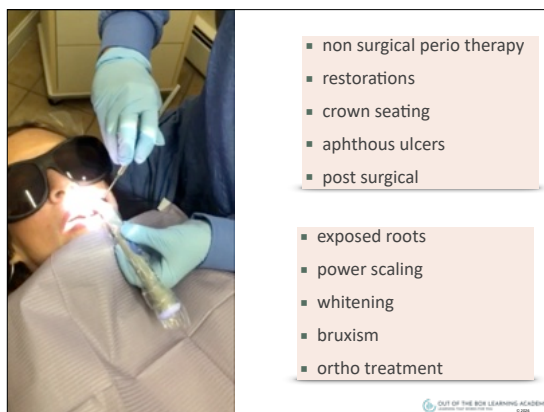 ▪ non surgical perio therapy
▪ restorations
▪ crown seating
▪ aphthous ulcers
▪ post surgical
▪ exposed roots
▪ power scaling
▪ whitening
▪ bruxism
▪ ortho treatment
OUT OF THE BOX LEARNING ACADEM